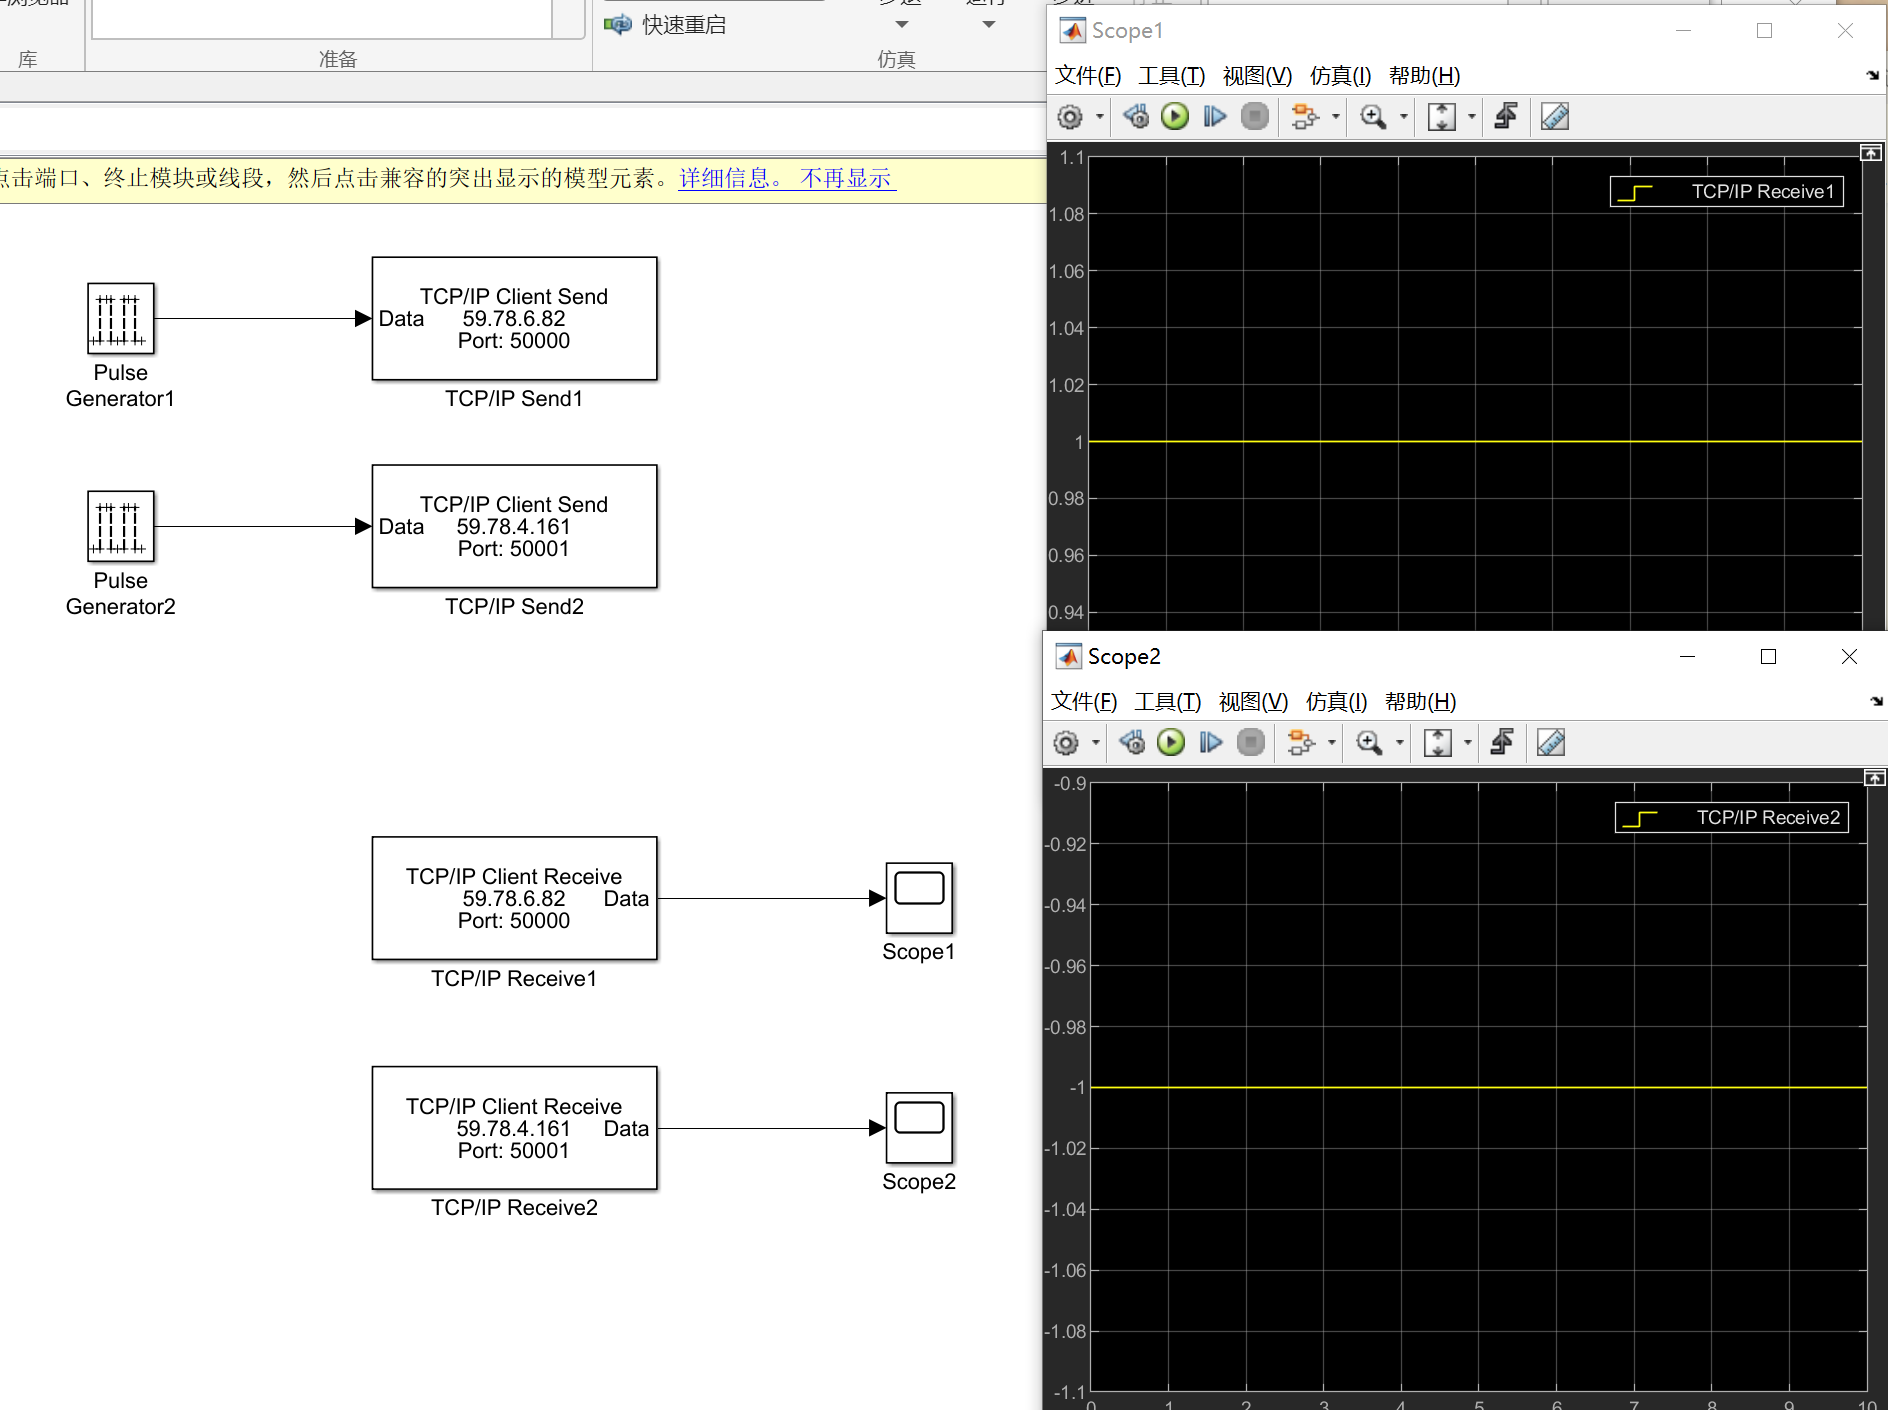 库
准备
快速重启
仿真
点击端口、终止模块或线段，然后点击兼容的突出显示的模型元素。详细信息。 不再显示
Pulse
Generator1
TCP/IP Client Send
Data 59.78.6.82
Port: 50000
TCP/IP Send1
Pulse
Generator2
TCP/IP Client Send
Data 59.78.4.161
Port: 50001
TCP/IP Send2
TCP/IP Client Receive
59.78.6.82 Data
Port: 50000
TCP/IP Receive1
Scope1
TCP/IP Client Receive
59.78.4.161 Data
Port: 50001
TCP/IP Receive2
Scope2
Scope1
文件(F) 工具(T) 视图(V) 仿真(I) 帮助(H)
TCP/IP Receive1
1.1
1.08
1.06
1.04
1.02
1
0.98
0.96
0.94
Scope2
文件(F) 工具(T) 视图(V) 仿真(I) 帮助(H)
TCP/IP Receive2
-0.9
-0.92
-0.94
-0.96
-0.98
-1
-1.02
-1.04
-1.06
-1.08
-1.1
0 1 2 3 4 5 6 7 8 9 10